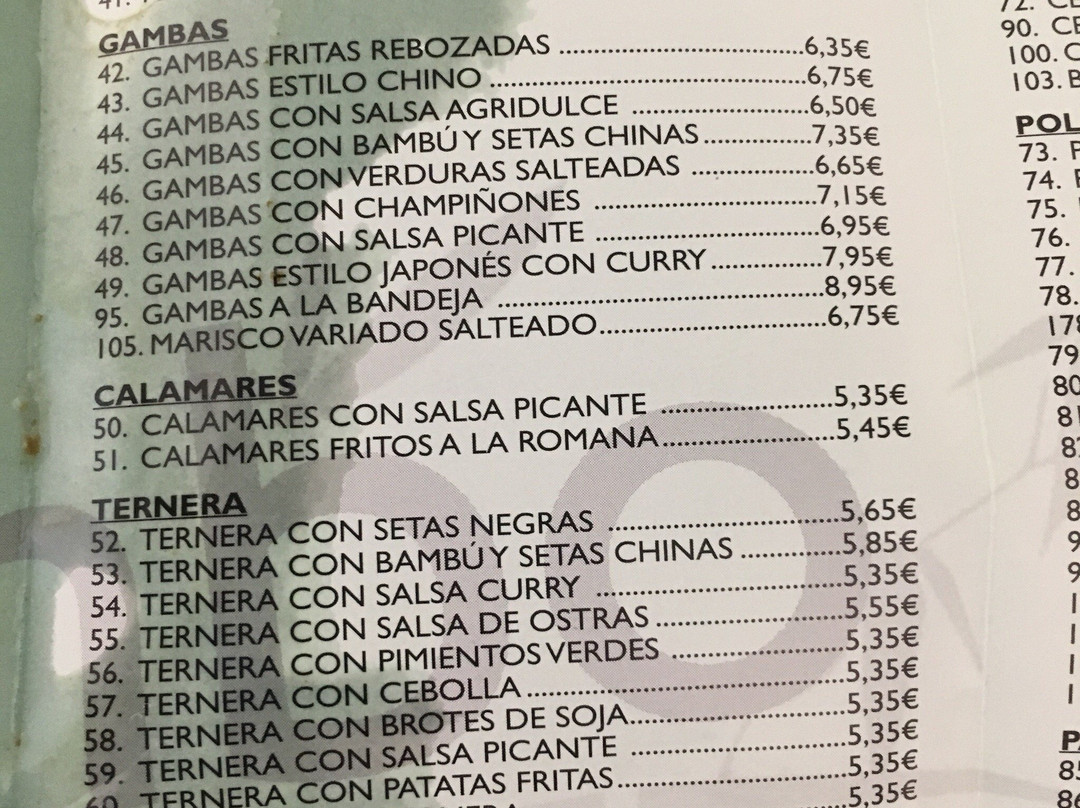 GAMBAS
42. GAMBAS FRITAS REBOZADAS ........................6,35€
43. GAMBAS ESTILO CHINO ........................6,75€
44. GAMBAS CON SALSA AGRIDULCE ........................6,50€
45. GAMBAS CON BAMBÚ Y SETAS CHINAS................7,35€
46. GAMBAS CON VERDURAS SALTEADAS ................6,65€
47. GAMBAS CON CHAMPIÑONES ........................7,15€
48. GAMBAS CON SALSA PICANTE ........................6,95€
49. GAMBAS ESTILO JAPONÉS CON CURRY................7,95€
95. GAMBAS A LA BANDEJA ........................8,95€
105. MARISCO VARIADO SALTEADO........................6,75€
CALAMARES
50. CALAMARES CON SALSA PICANTE ........................5,35€
51. CALAMARES FRITOS A LA ROMANA........................5,45€
TERNERA
52. TERNERA CON SETAS NEGRAS ........................5,65€
53. TERNERA CON BAMBÚ Y SETAS CHINAS ..............5,85€
54. TERNERA CON SALSA CURRY ........................5,35€
55. TERNERA CON SALSA DE OSTRAS ........................5,55€
56. TERNERA CON PIMIENTOS VERDES ........................5,35€
57. TERNERA CON CEBOLLA ........................5,35€
58. TERNERA CON BROTES DE SOJA........................5,35€
59. TERNERA CON SALSA PICANTE ........................5,35€
60 TERNERA CON PATATAS FRITAS........................5,35€
5,35€
90. CE
100. C
103. B
POL
73.
74.
75.
76.
77.
78.
178
79
80
81